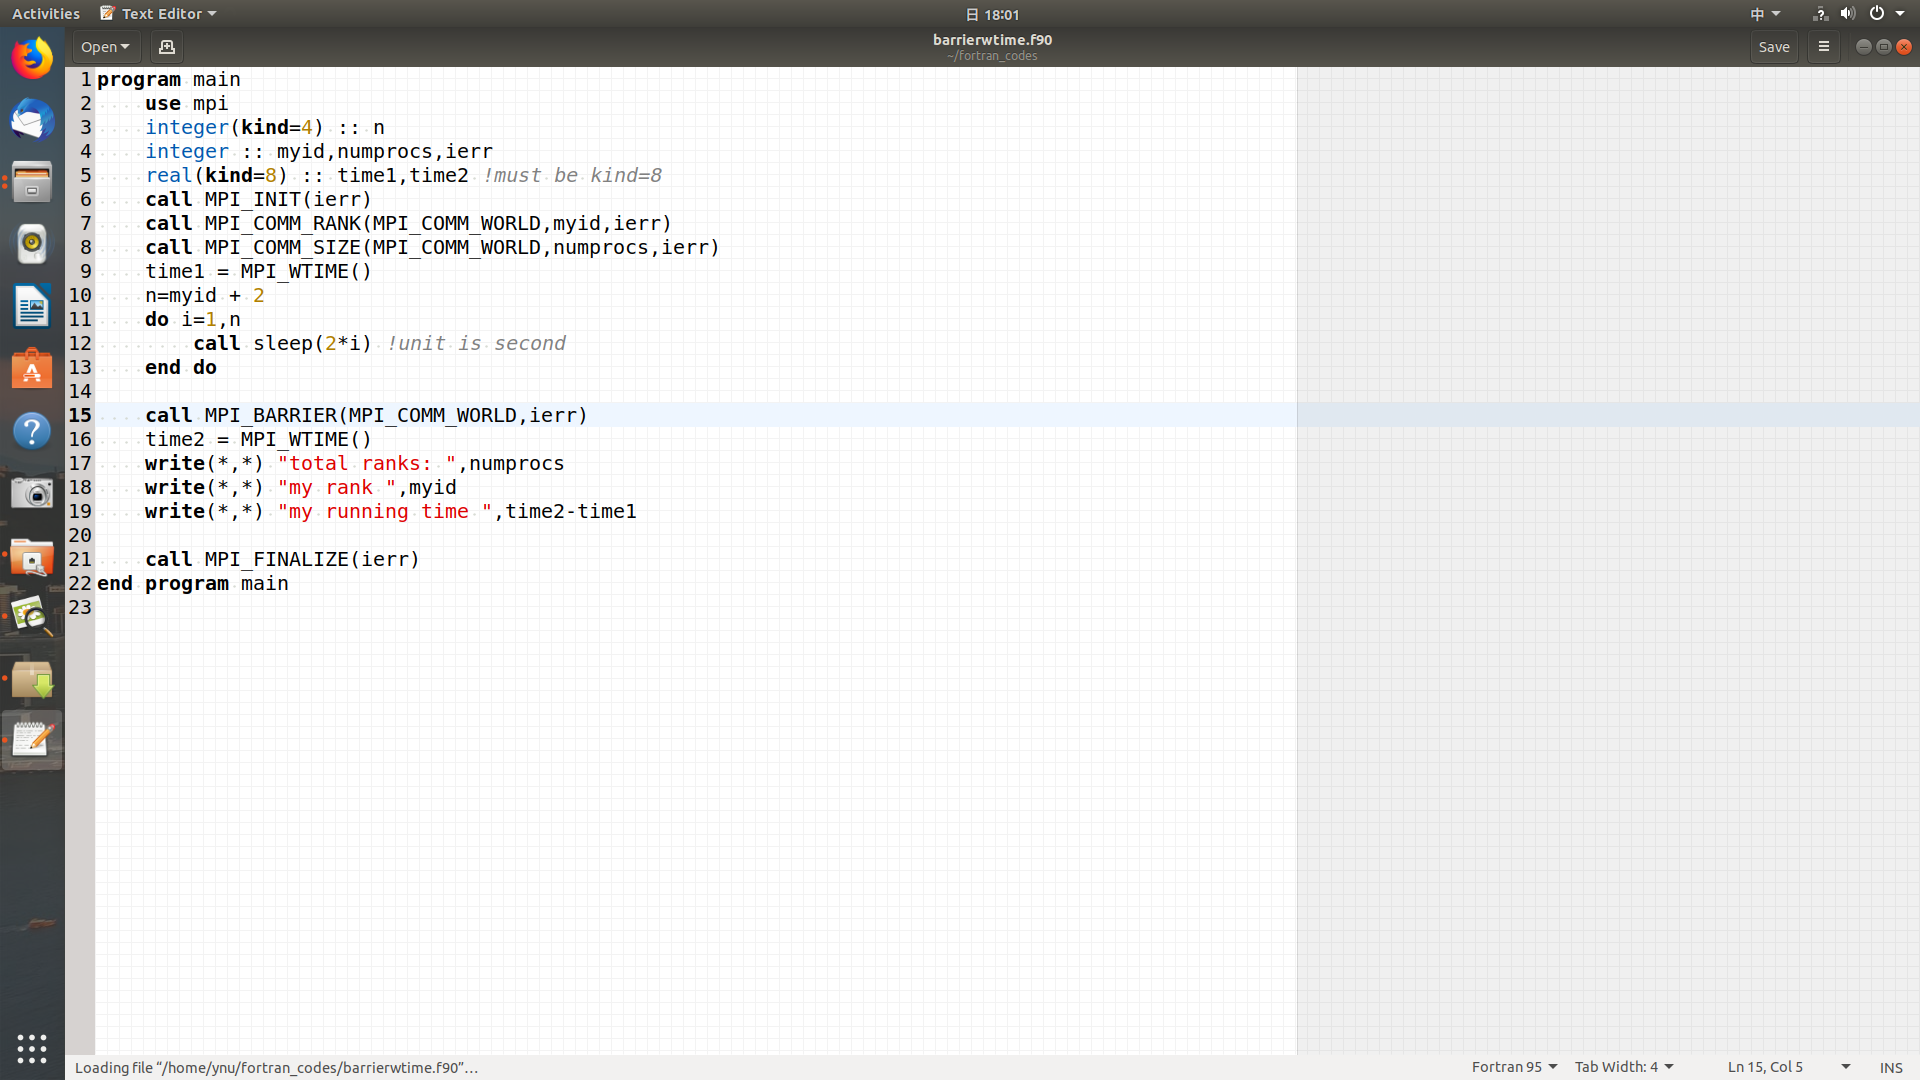 Activities Text Editor 日 18:01 中
Open barrierwtime.f90 Save
~/fortran_codes
1 program main
2     use mpi
3     integer(kind=4) :: n
4     integer :: myid,numprocs,ierr
5     real(kind=8) :: time1,time2 !must be kind=8
6     call MPI_INIT(ierr)
7     call MPI_COMM_RANK(MPI_COMM_WORLD,myid,ierr)
8     call MPI_COMM_SIZE(MPI_COMM_WORLD,numprocs,ierr)
9     time1 = MPI_WTIME()
10     n=myid + 2
11     do i=1,n
12         call sleep(2*i) !unit is second
13     end do
14
15     call MPI_BARRIER(MPI_COMM_WORLD,ierr)
16     time2 = MPI_WTIME()
17     write(*,*) "total ranks: ",numprocs
18     write(*,*) "my rank ",myid
19     write(*,*) "my running time ",time2-time1
20
21     call MPI_FINALIZE(ierr)
22 end program main
23
Loading file “/home/ynu/fortran_codes/barrierwtime.f90”… Fortran 95 Tab Width: 4 Ln 15, Col 5 INS